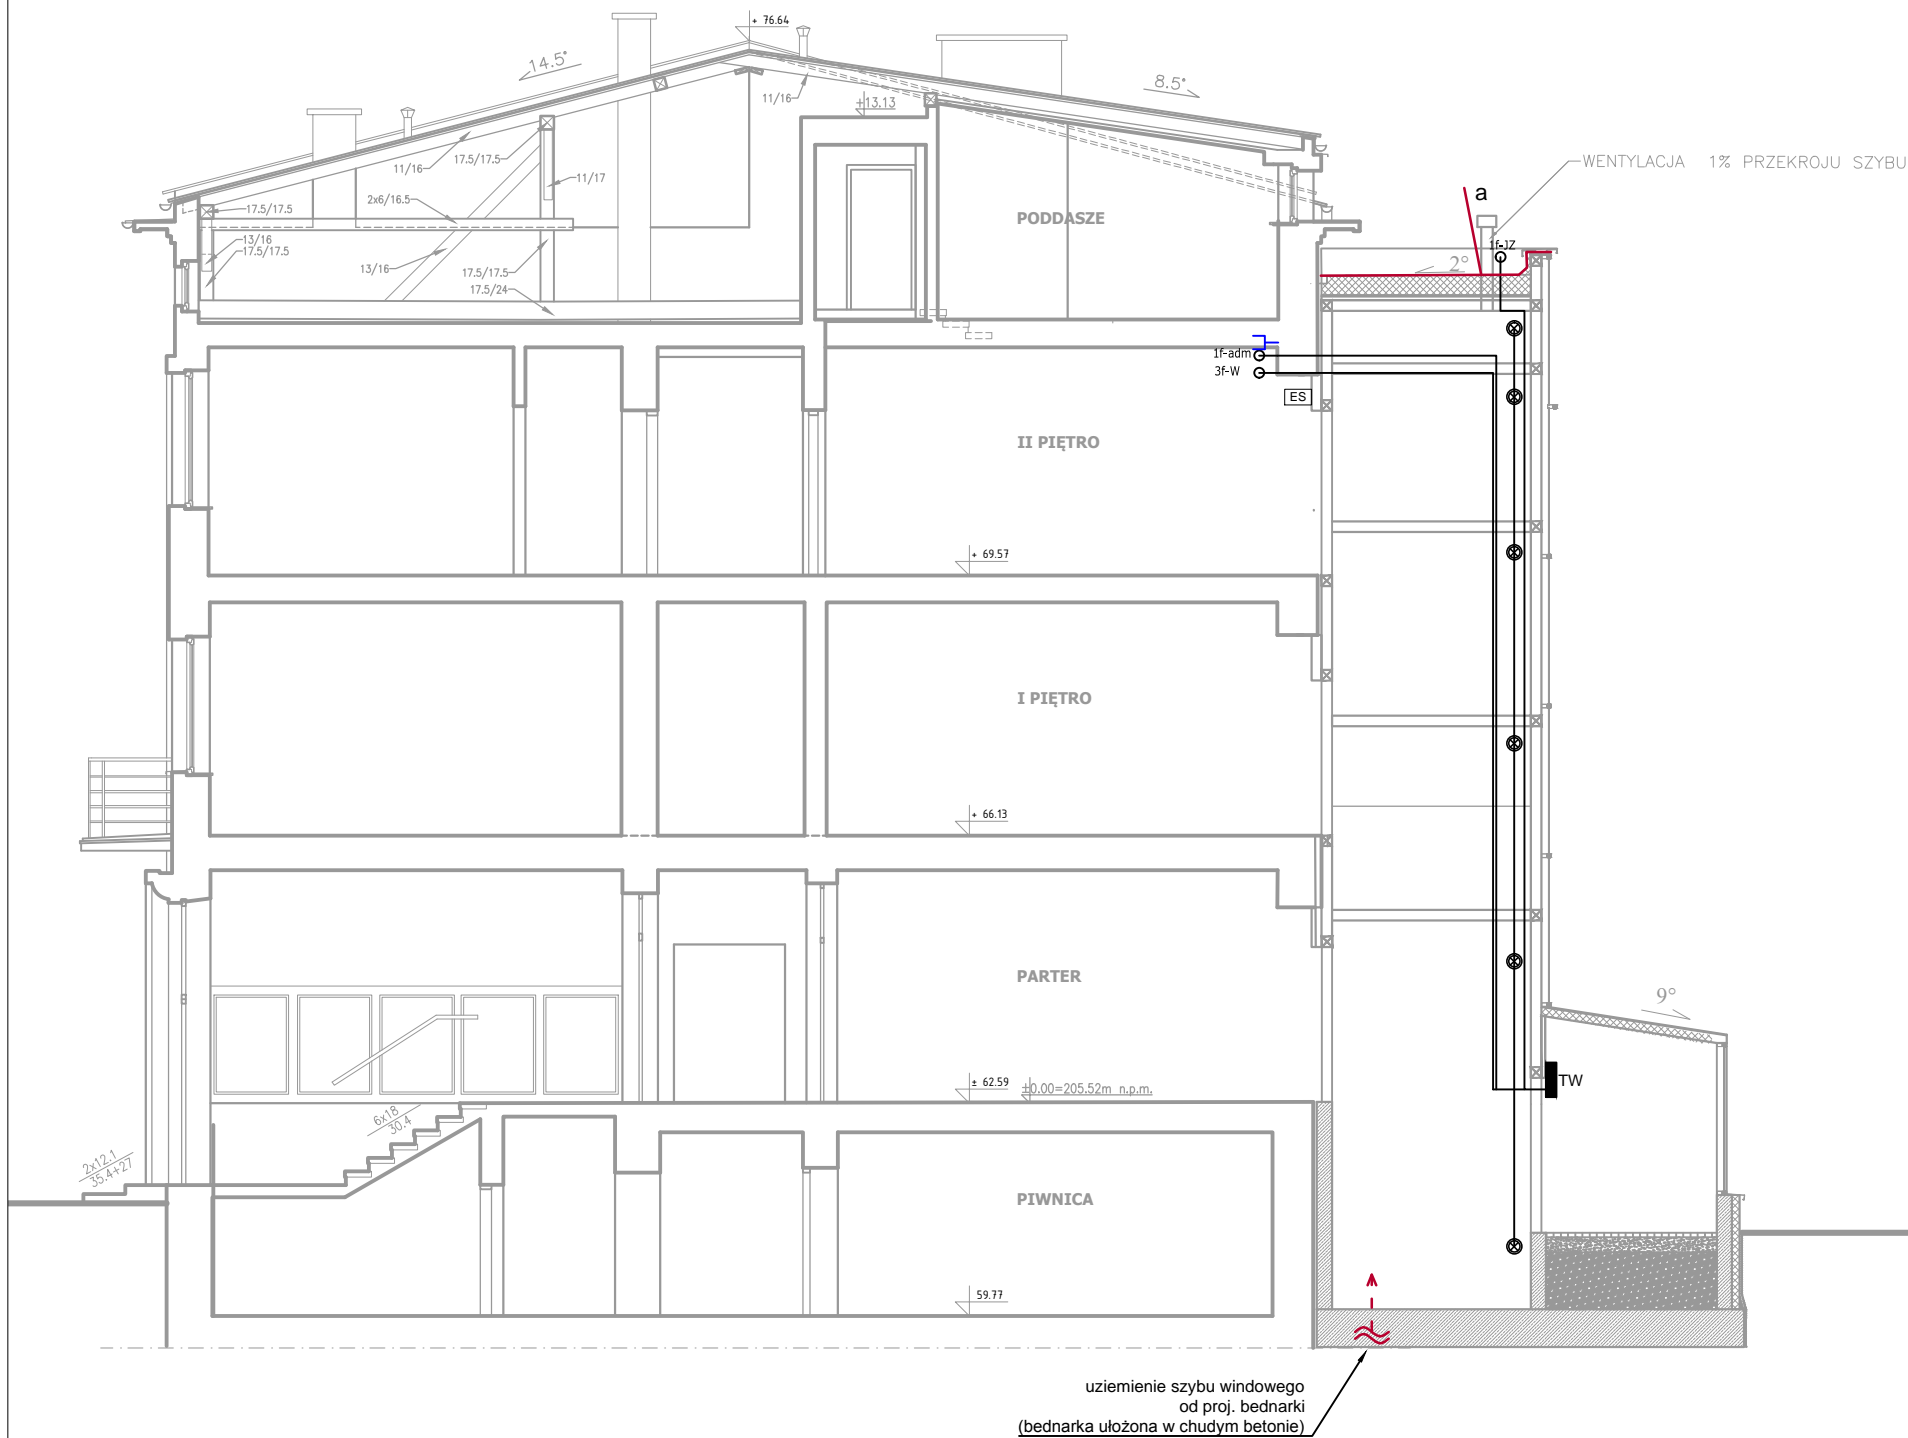 + 76.64
14.5°
8.5°
11/16
±13.13
WENTYLACJA 1% PRZEKROJU SZYBU
11/16
17.5/17.5
11/17
a
2x6/16.5
17.5/17.5
PODDASZE
13/16
17.5/17.5
1f-JZ
2°
13/16
17.5/17.5
17.5/24
1f-adm
3f-W
ES
II PIĘTRO
+ 69.57
I PIĘTRO
+ 66.13
PARTER
9°
± 62.59
±0.00=205.52m n.p.m.
TW
6x18
30.4
2x12.1
35.4+27
PIWNICA
59.77
uziemienie szybu windowego
od proj. bednarki
(bednarka ułożona w chudym betonie)